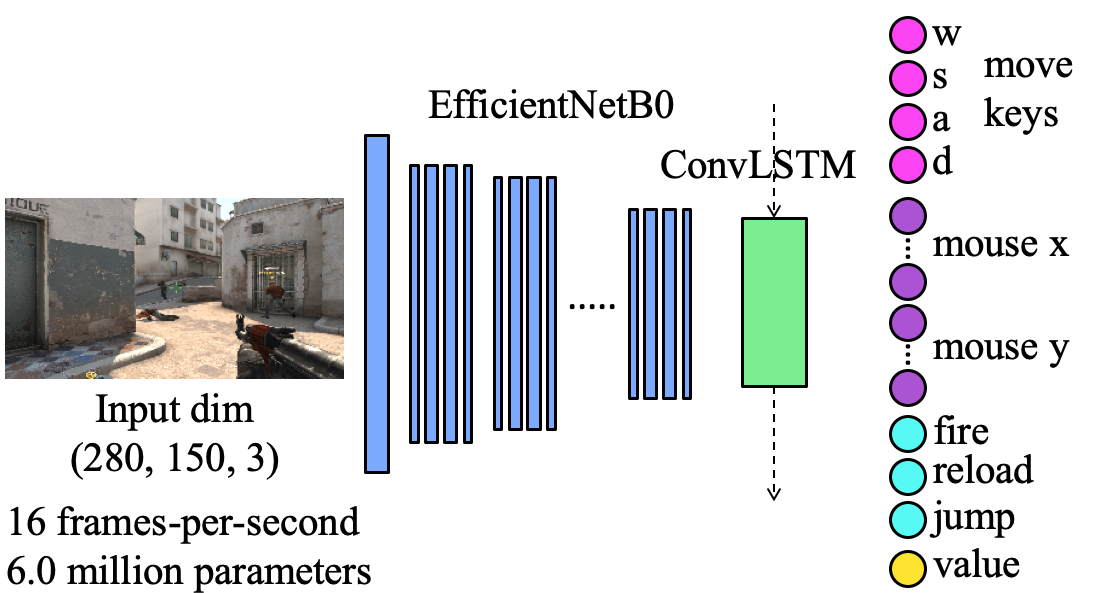 EfficientNetB0
ConvLSTM
Input dim
(280, 150, 3)
16 frames-per-second
6.0 million parameters
w
s
a
d
move
keys
mouse x
mouse y
fire
reload
jump
value